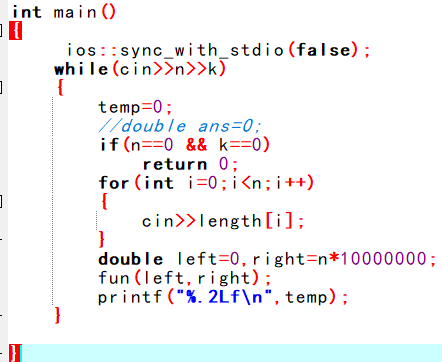 int main()
{
ios::sync_with_stdio(false);
while(cin>>n>>k)
{
temp=0;
//double ans=0;
if(n==0 && k==0)
return 0;
for(int i=0;i<n;i++)
{
cin>>length[i];
}
double left=0,right=n*10000000;
fun(left,right);
printf("%.2Lf\n",temp);
}
}